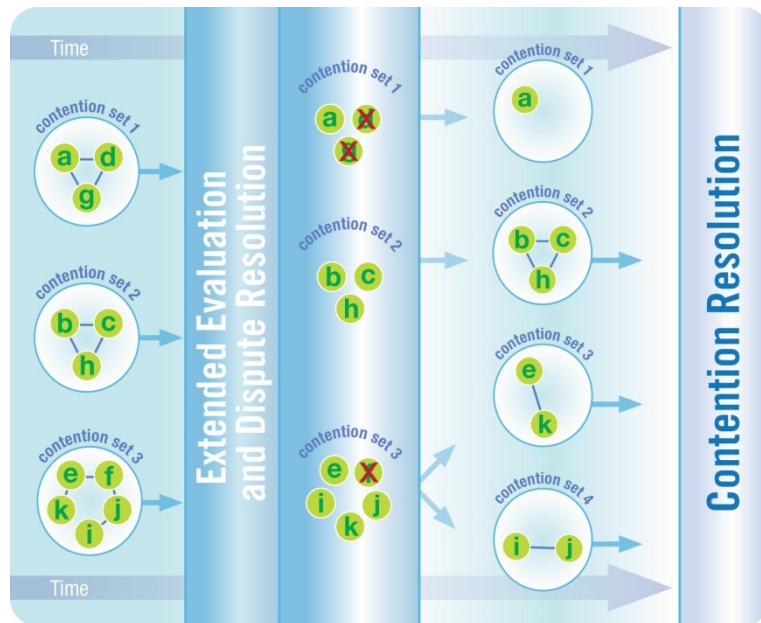 Time
contention set 1
a
d
g
contention set 2
b
c
h
contention set 3
e
f
k
j
i
Time
Extended Evaluation
and Dispute Resolution
contention set 1
a
X
X
contention set 2
b
c
h
contention set 3
e
X
i
j
k
contention set 1
a
contention set 2
b
c
h
contention set 3
e
k
contention set 4
i
j
Contention Resolution